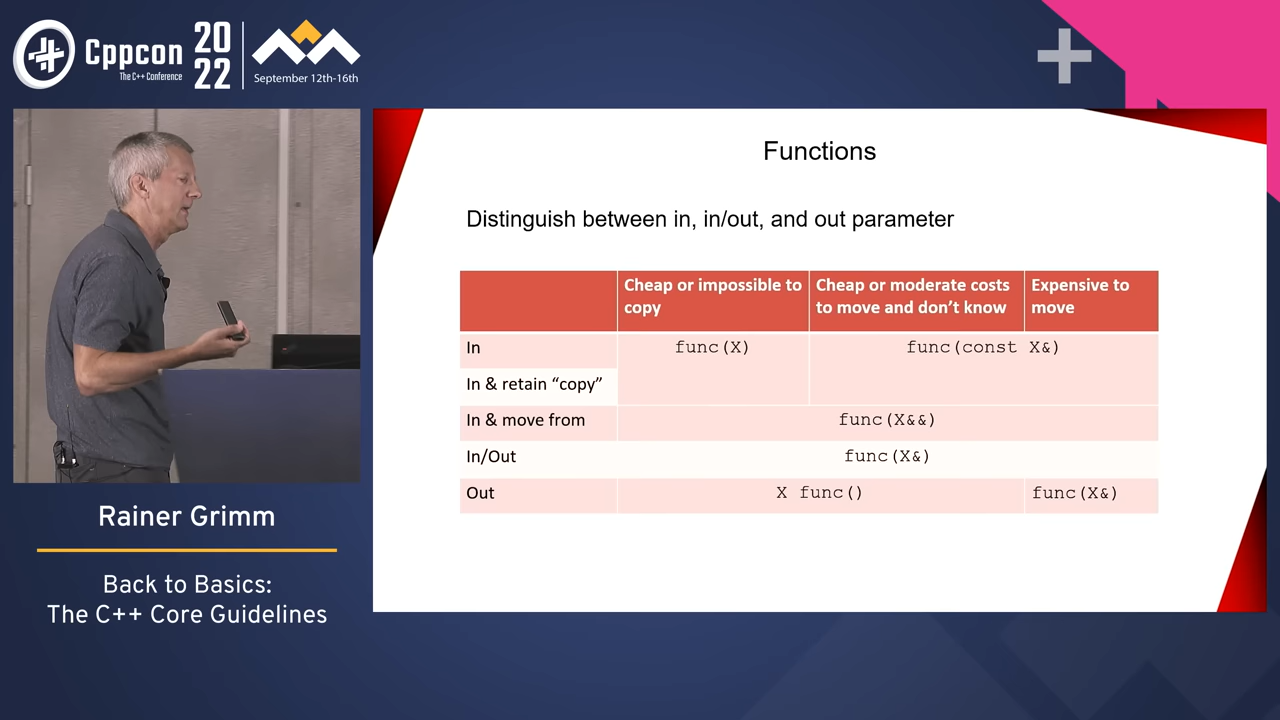 Cppcon
The C++ Conference
20
22
September 12th-16th
Functions
Distinguish between in, in/out, and out parameter
Cheap or impossible to
copy
Cheap or moderate costs
to move and don’t know
Expensive to
move
In
func(X)
func(const X&)
In & retain “copy”
In & move from
func(X&&)
In/Out
func(X&)
Out
X func()
func(X&)
Rainer Grimm
Back to Basics:
The C++ Core Guidelines